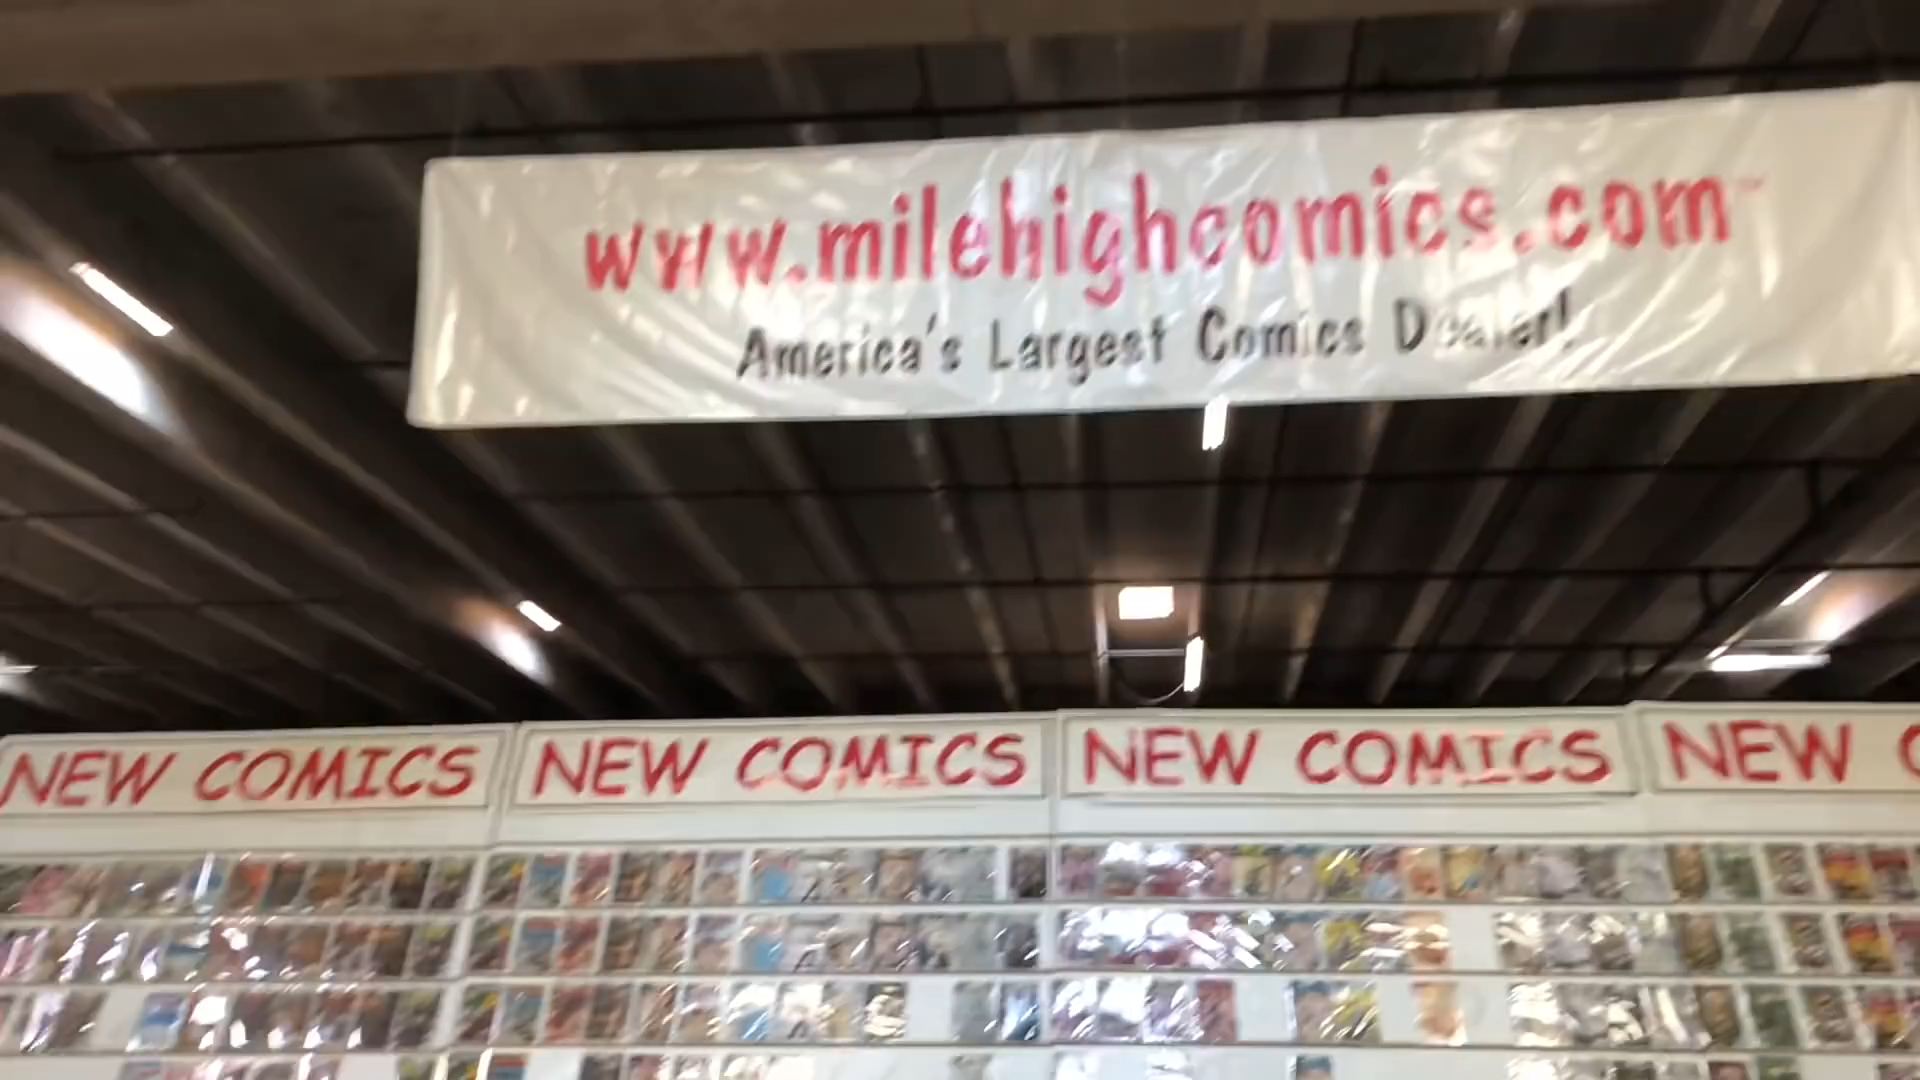 www.milehighcomics.com
America's Largest Comics Dealer!
NEW COMICS NEW COMICS NEW COMICS NEW C